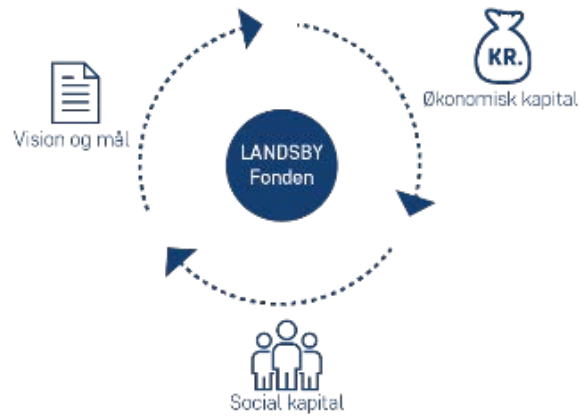 KR.
Økonomisk kapital
Vision og mål
LANDSBY
Fonden
Social kapital